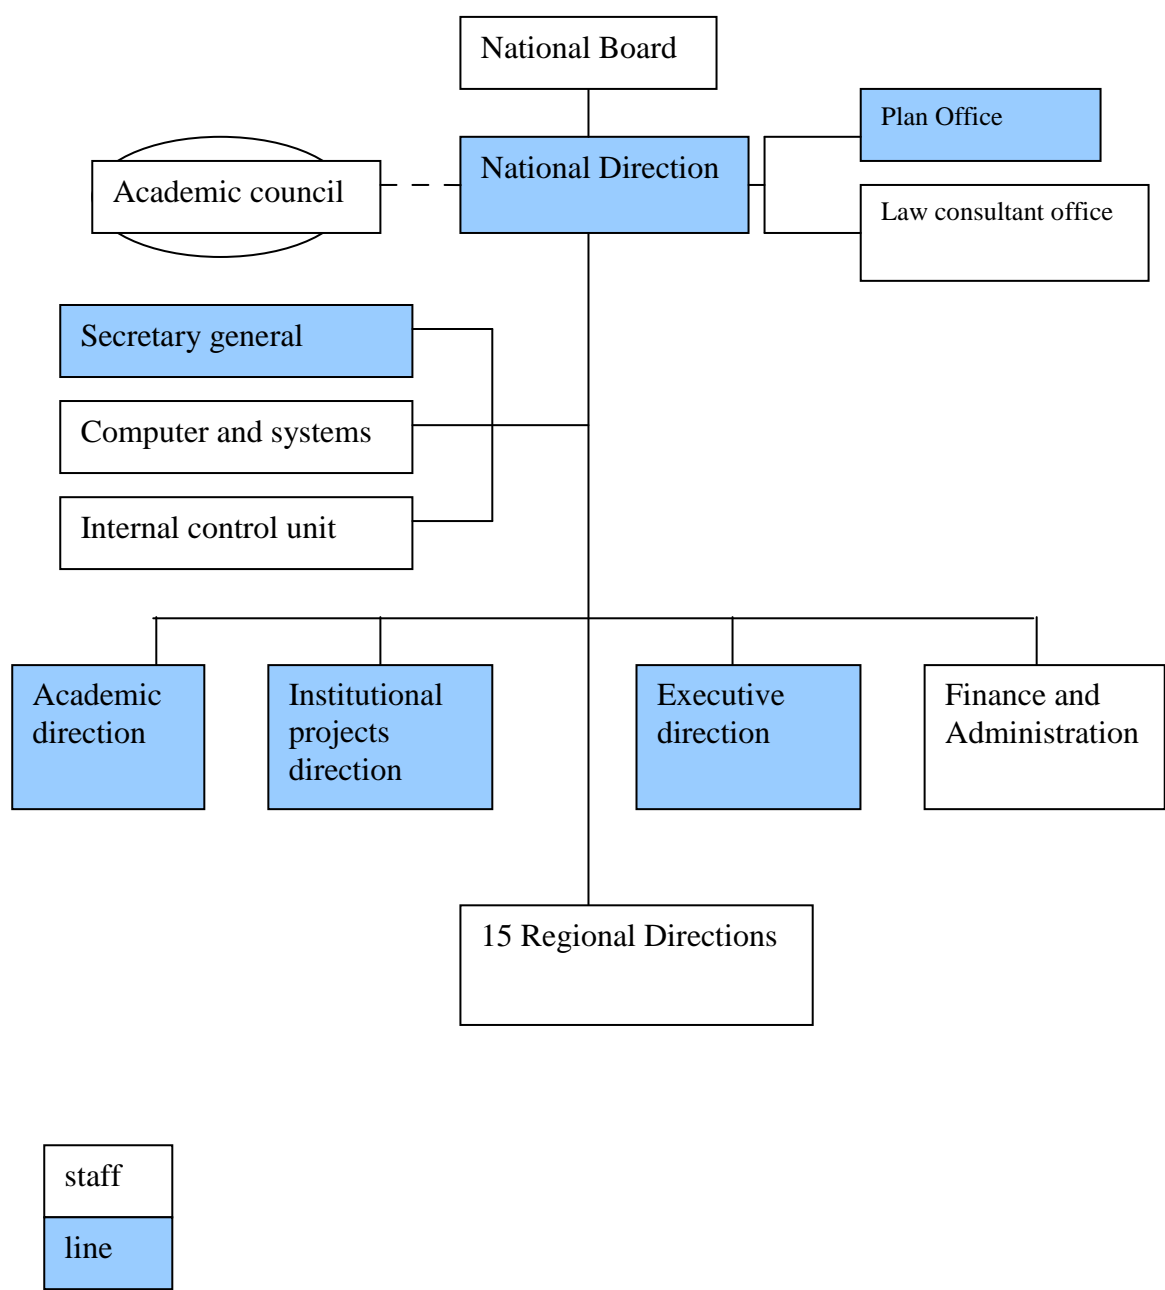 National Board
Plan Office
National Direction
Academic council
Law consultant office
Secretary general
Computer and systems
Internal control unit
Academic
direction
Institutional
projects
direction
Executive
direction
Finance and
Administration
15 Regional Directions
staff
line